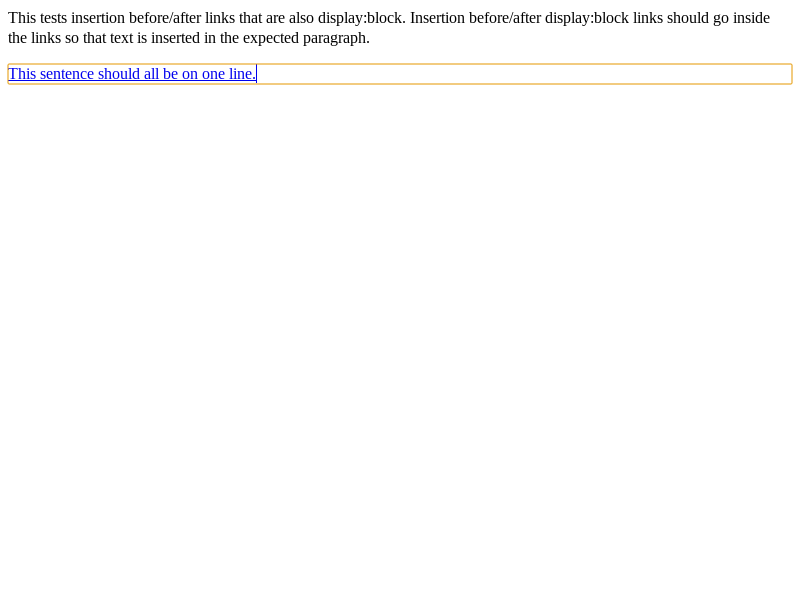 This tests insertion before/after links that are also display:block. Insertion before/after display:block links should go inside
the links so that text is inserted in the expected paragraph.
This sentence should all be on one line.